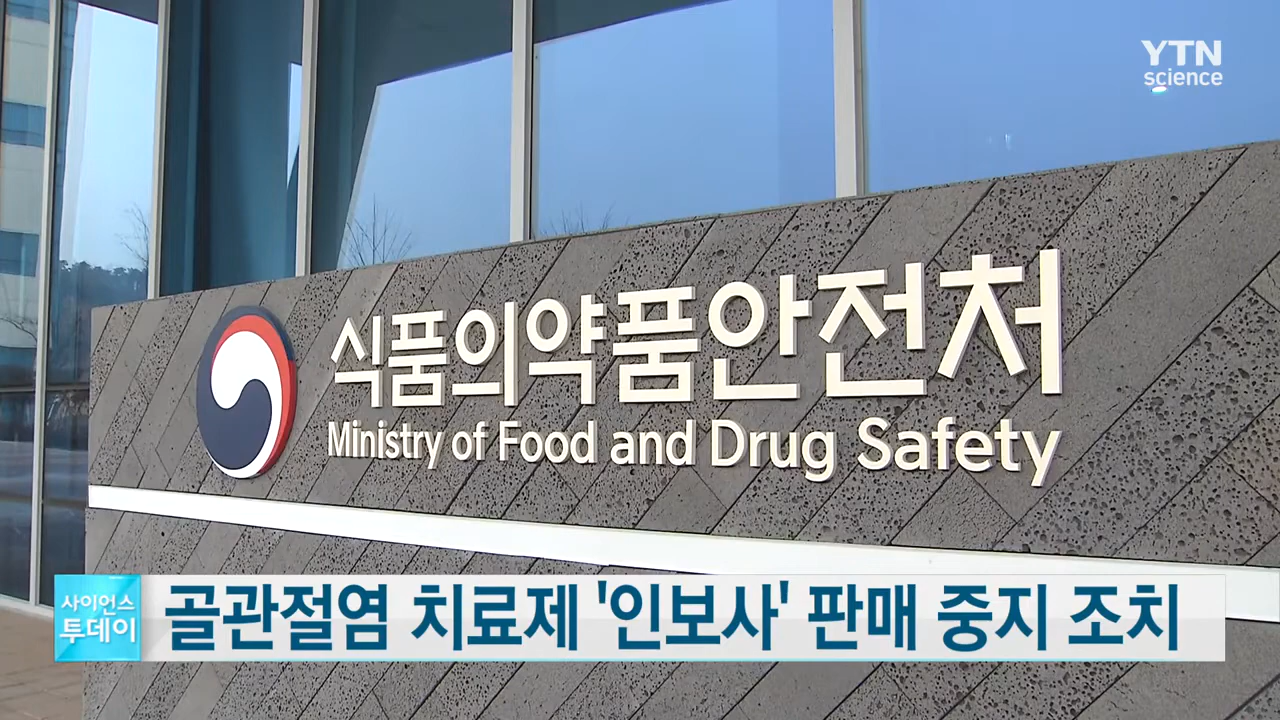 YTN
science
식품의약품안전처
Ministry of Food and Drug Safety
사이언스
투데이
골관절염 치료제 '인보사' 판매 중지 조치